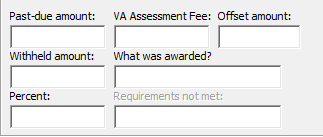 Past-due amount: VA Assessment Fee: Offset amount:
Withheld amount: What was awarded?
Percent: Requirements not met: